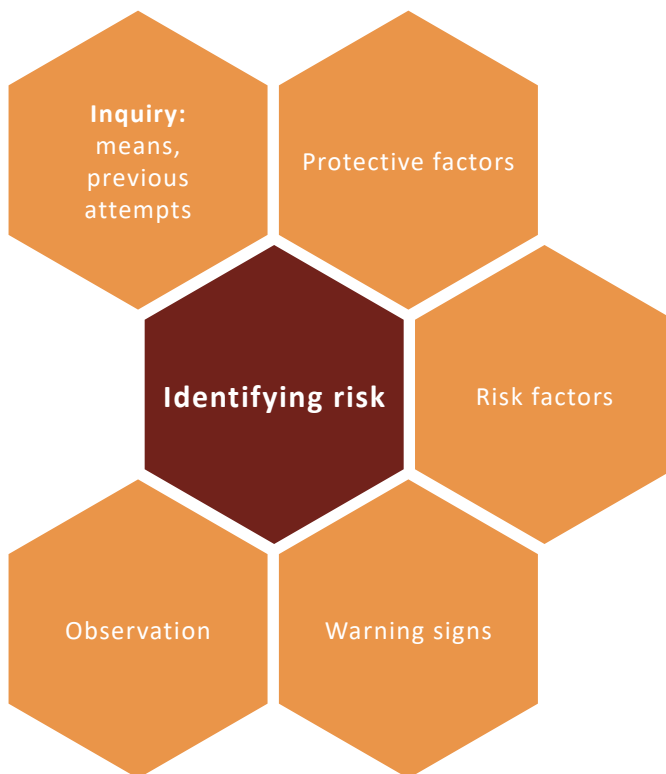 Inquiry:
means,
previous
attempts
Protective factors
Identifying risk
Risk factors
Observation
Warning signs